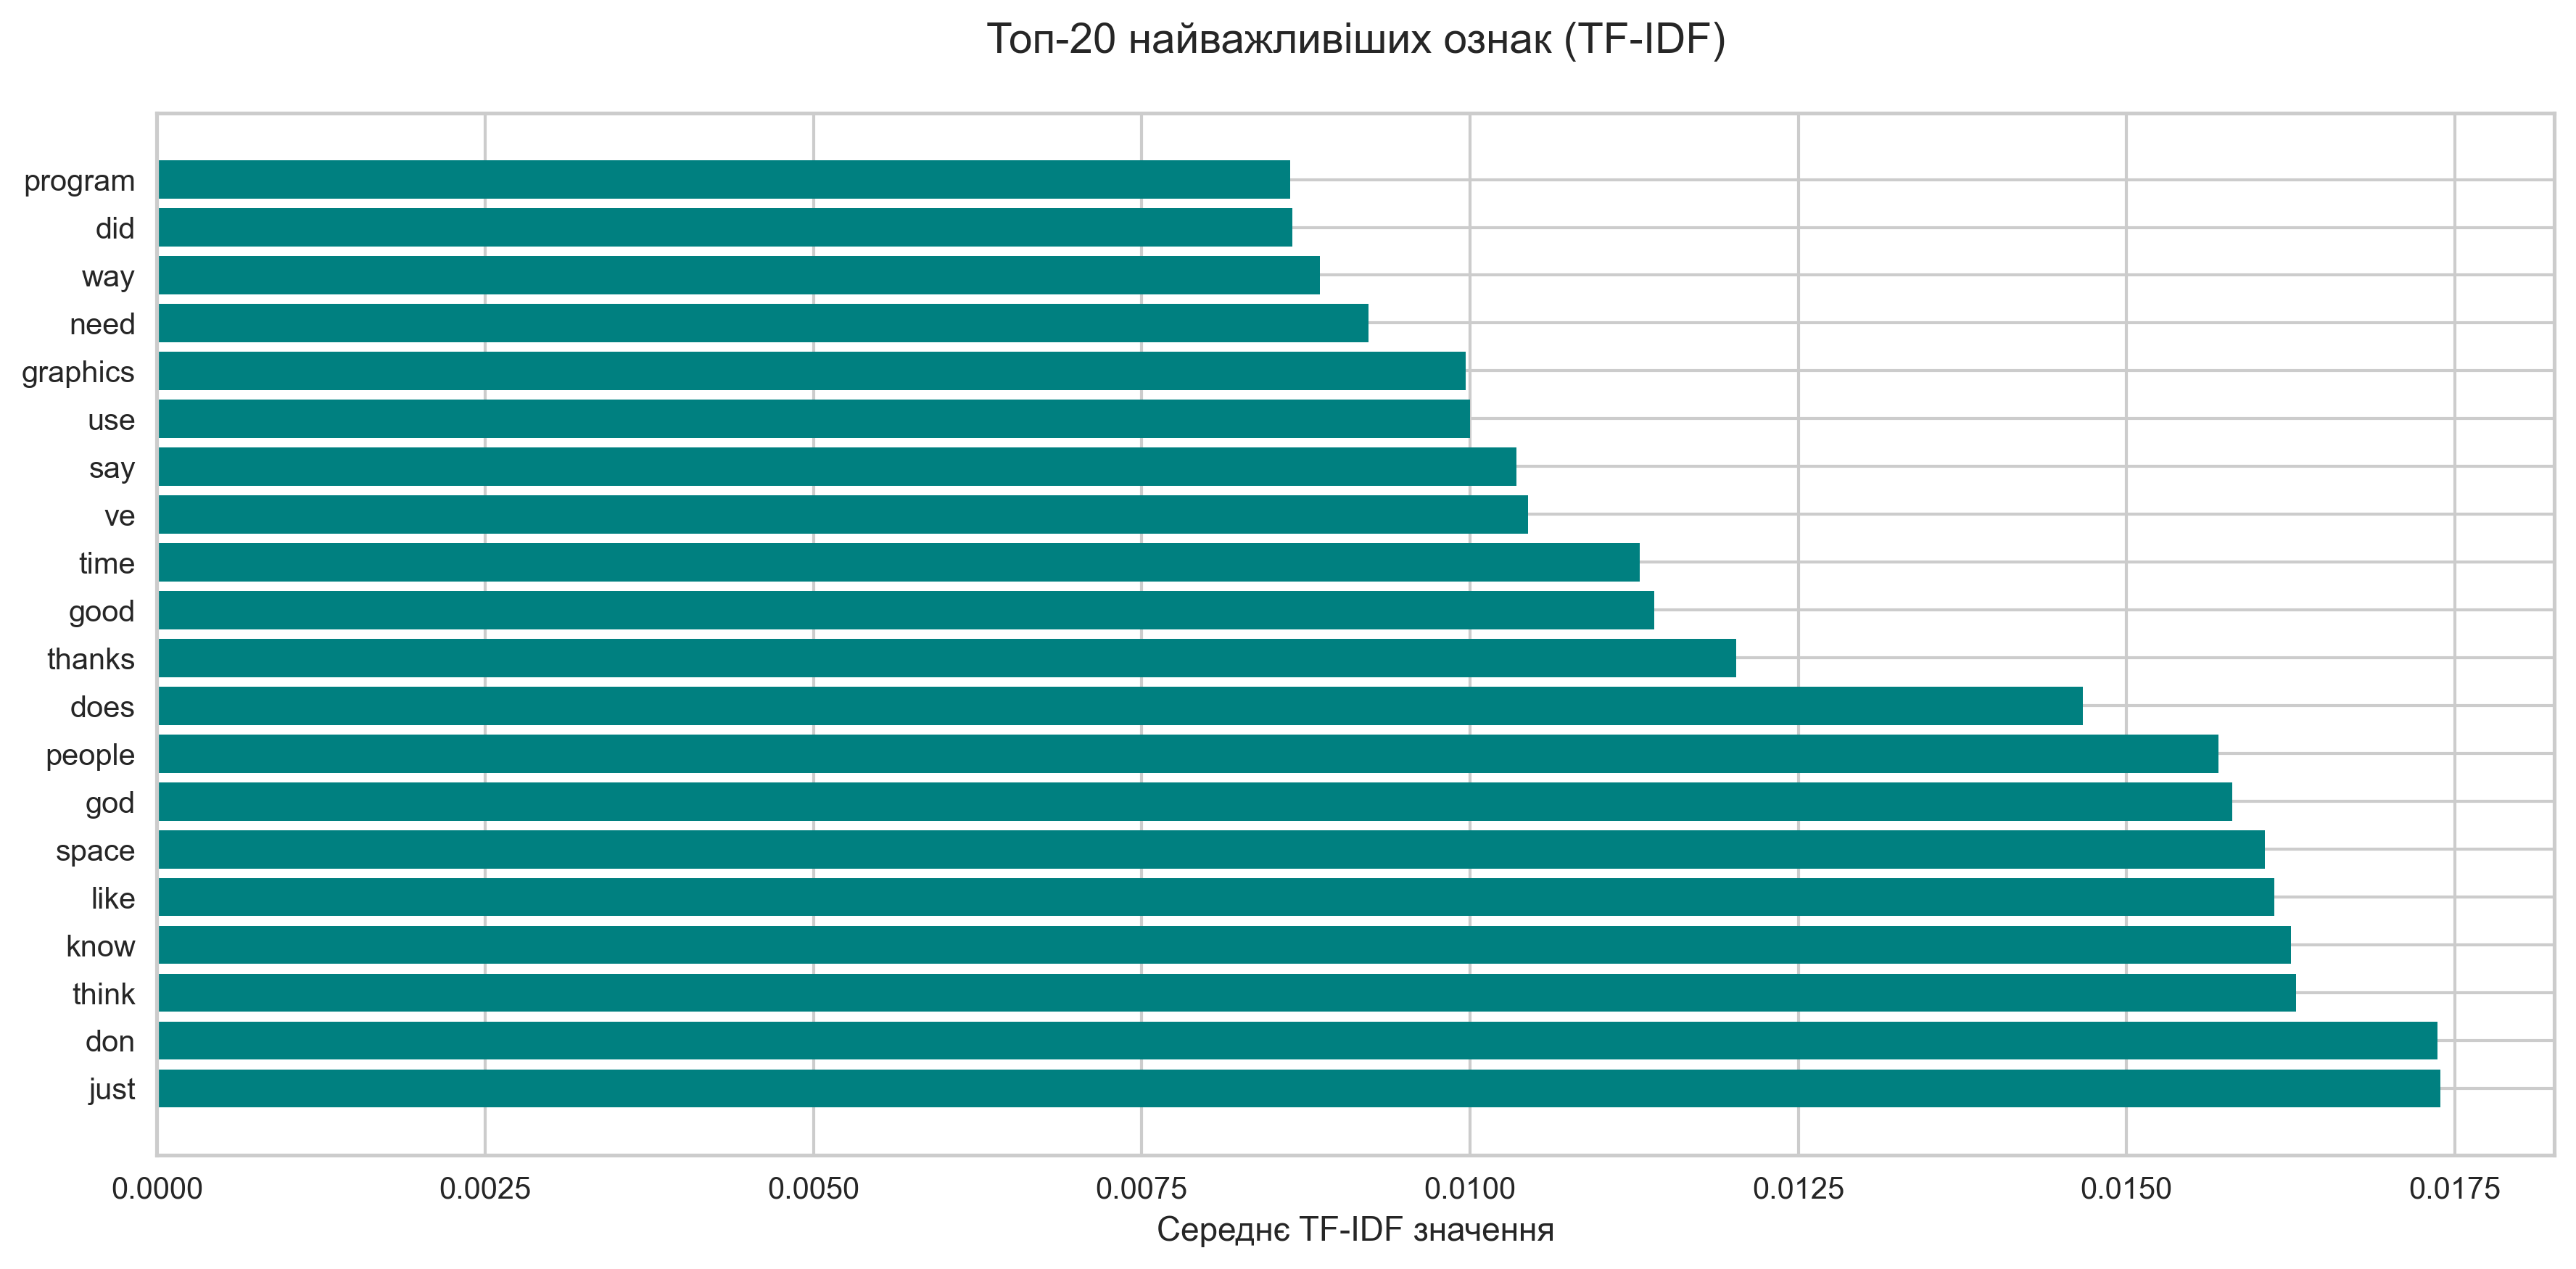 Топ-20 найважливіших ознак (TF-IDF)
program
did
way
need
graphics
use
say
ve
time
good
thanks
does
people
god
space
like
know
think
don
just
0.0000 0.0025 0.0050 0.0075 0.0100 0.0125 0.0150 0.0175
Середнє TF-IDF значення